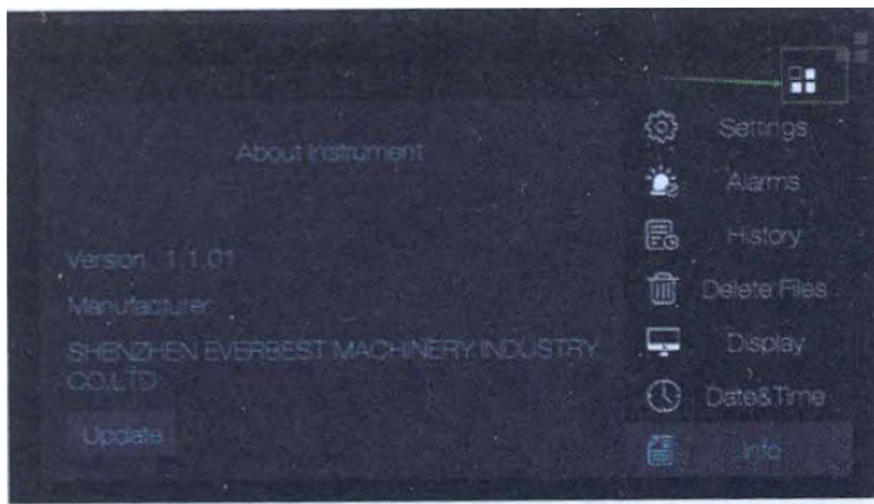 About Instrument
Version 1.1.01
Manufacturer:
SHENZHEN EVERBEST MACHINERY INDUSTRY
CO.LTD
Update
Settings
Alarms
History
Delete Files
Display
Date&Time
Info